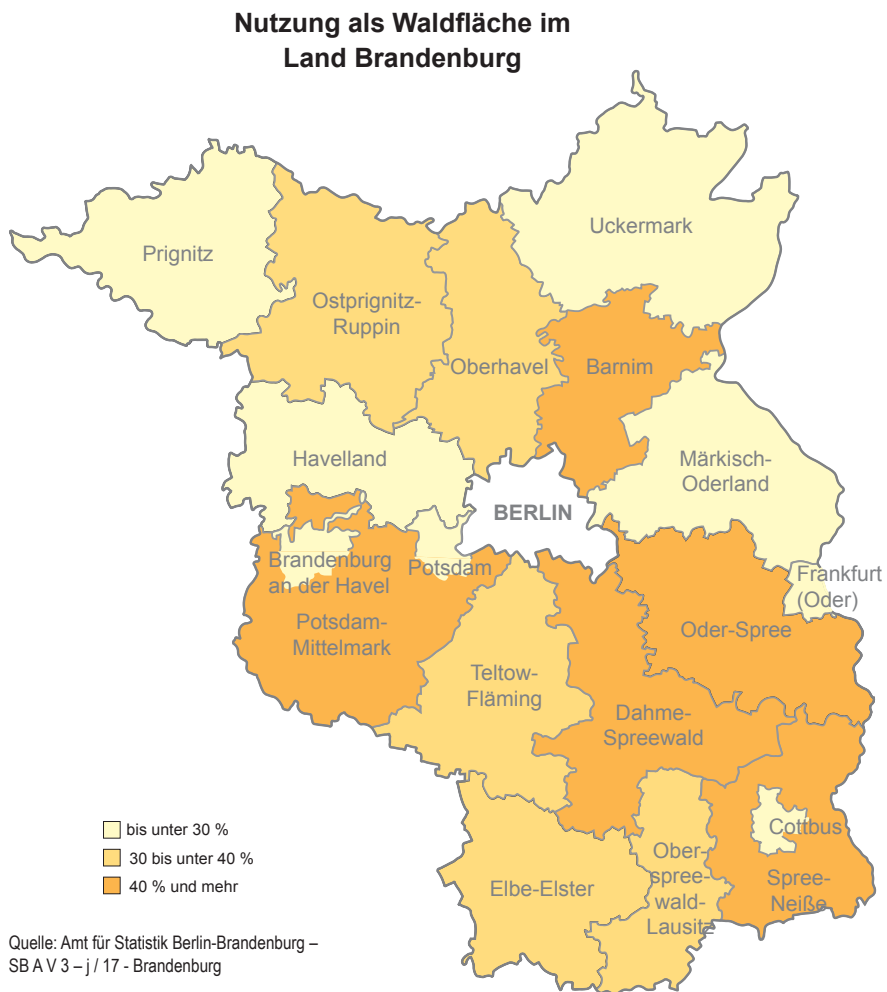 Nutzung als Waldfläche im
Land Brandenburg
Uckermark
Prignitz
Ostprignitz-
Ruppin
Oberhavel
Barnim
Havelland
Märkisch-
Oderland
BERLIN
Brandenburg
an der Havel
Potsdam
Frankfurt
(Oder)
Potsdam-
Mittelmark
Oder-Spree
Teltow-
Fläming
Dahme-
Spreewald
Cottbus
Ober-
spree-
wald-
Lausitz
Elbe-Elster
Spree-
Neiße
bis unter 30 %
30 bis unter 40 %
40 % und mehr
Quelle: Amt für Statistik Berlin-Brandenburg –
SB A V 3 – j / 17 - Brandenburg